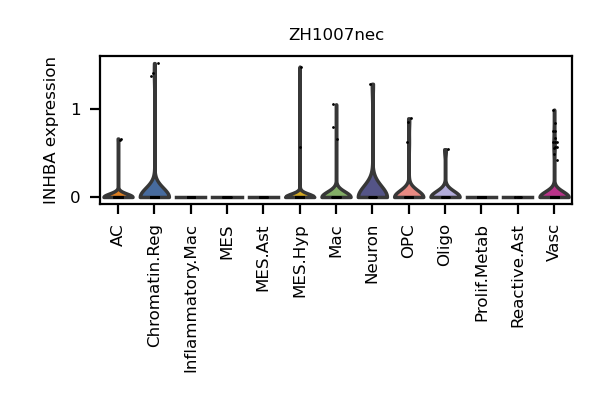 ZH1007nec
INHBA expression
1
0
AC
Chromatin.Reg
Inflammatory.Mac
MES
MES.Ast
MES.Hyp
Mac
Neuron
OPC
Oligo
Prolif.Metab
Reactive.Ast
Vasc